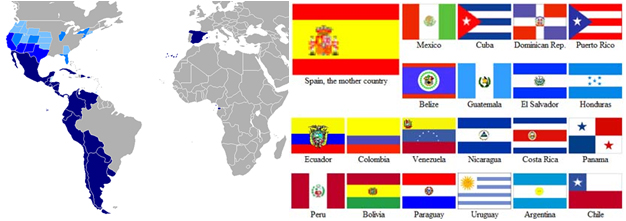 Spain, the mother country
Mexico
Cuba
Dominican Rep.
Puerto Rico
Belize
Guatemala
El Salvador
Honduras
Ecuador
Colombia
Venezuela
Nicaragua
Costa Rica
Panama
Peru
Bolivia
Paraguay
Uruguay
Argentina
Chile